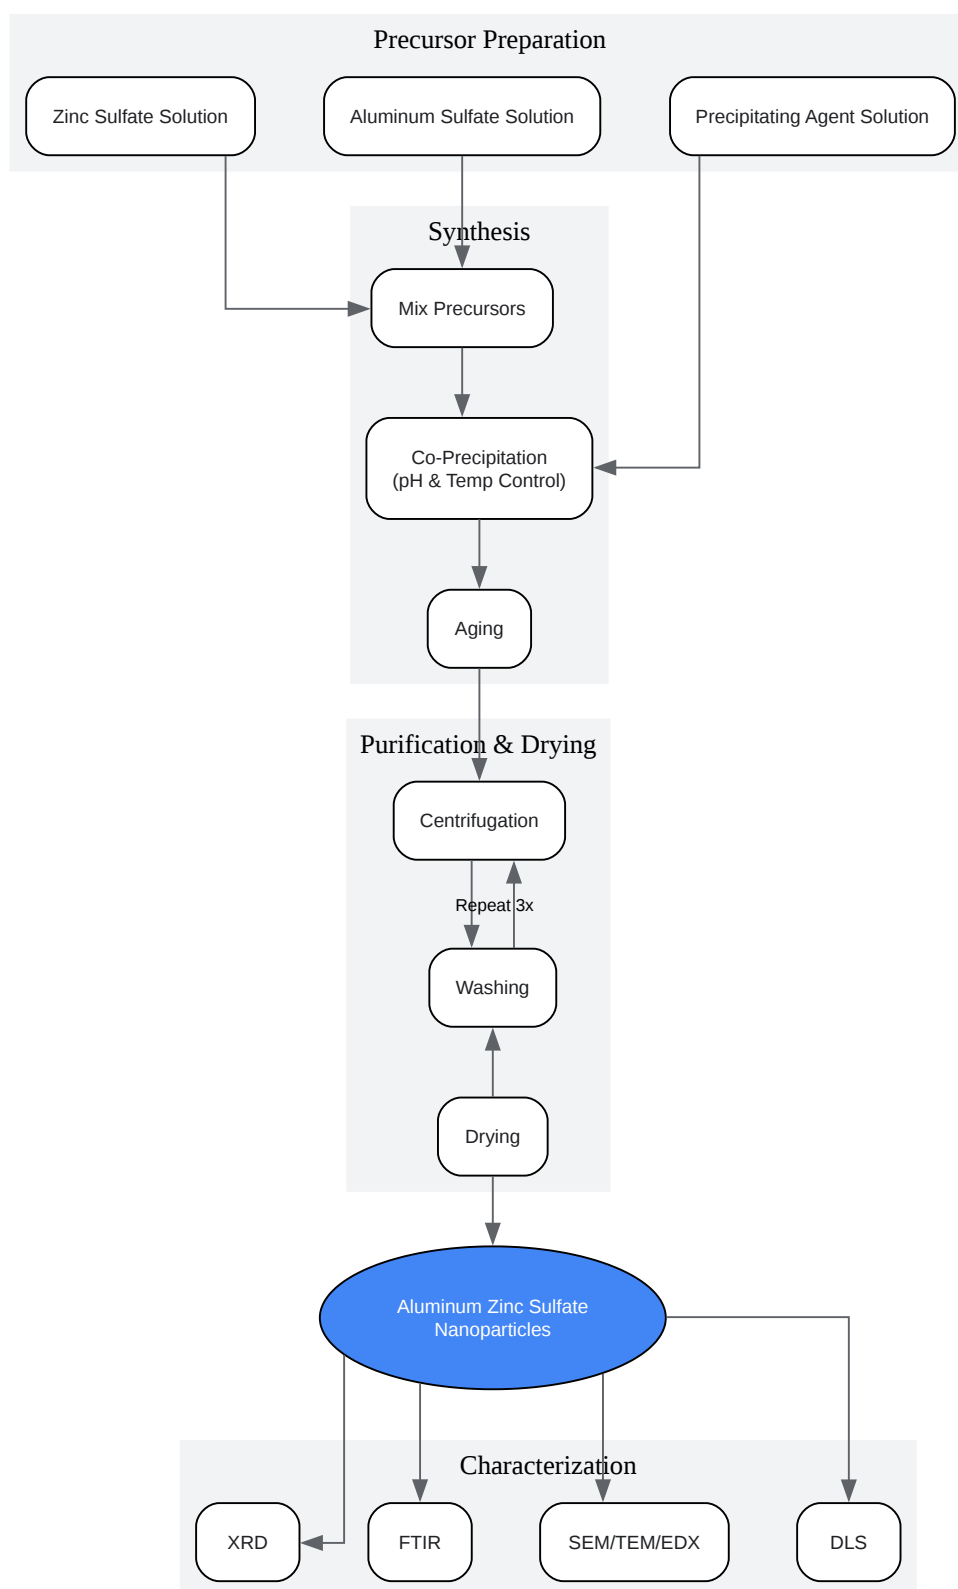 Precursor Preparation
Zinc Sulfate Solution
Aluminum Sulfate Solution
Precipitating Agent Solution
Synthesis
Mix Precursors
Co-Precipitation
(pH & Temp Control)
Aging
Purification & Drying
Centrifugation
Repeat 3x
Washing
Drying
Aluminum Zinc Sulfate
Nanoparticles
Characterization
XRD
FTIR
SEM/TEM/EDX
DLS